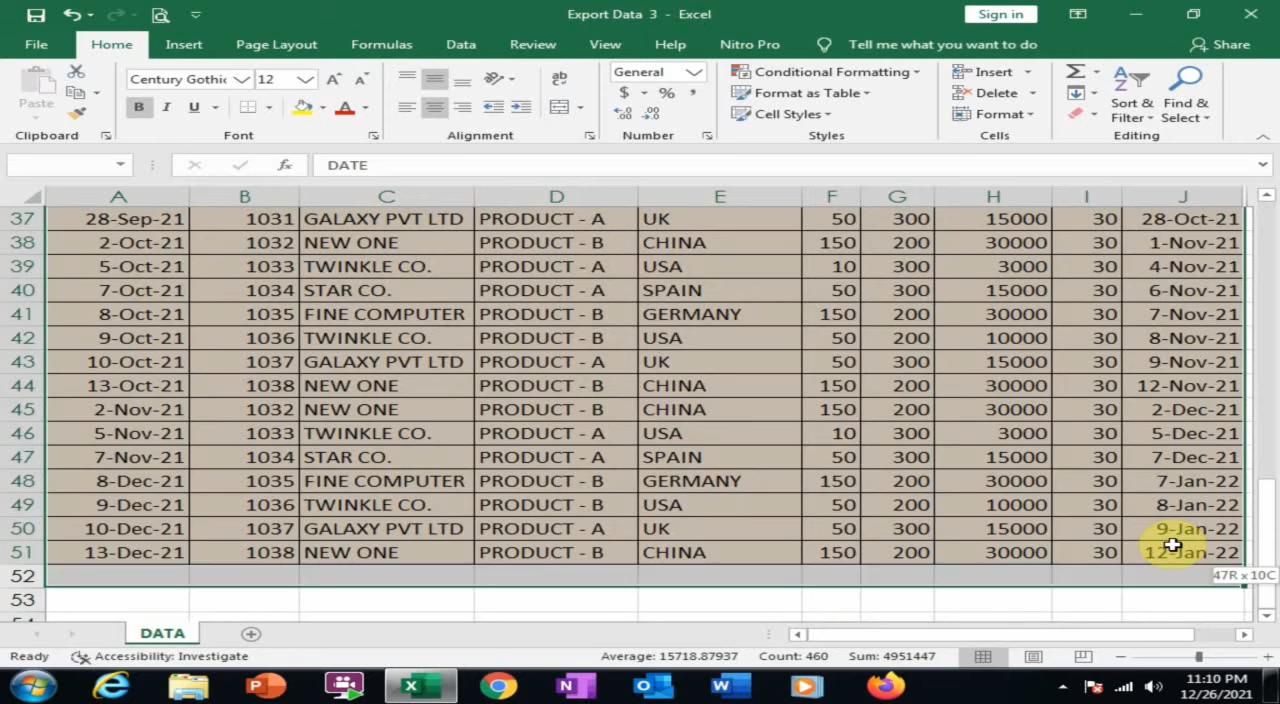 Export Data 3 - Excel
Sign in
File Home Insert Page Layout Formulas Data Review View Help Nitro Pro Tell me what you want to do Share
Century Gothic 12 General
Paste
B I U A
$ % ,
Conditional Formatting
Format as Table
Cell Styles
Insert
Delete
Format
Sort & Filter
Find & Select
Clipboard Font Alignment Number Styles Cells Editing
fx DATE
A B C D E F G H I J
37 28-Sep-21 1031 GALAXY PVT LTD PRODUCT - A UK 50 300 15000 30 28-Oct-21
38 2-Oct-21 1032 NEW ONE PRODUCT - B CHINA 150 200 30000 30 1-Nov-21
39 5-Oct-21 1033 TWINKLE CO. PRODUCT - A USA 10 300 3000 30 4-Nov-21
40 7-Oct-21 1034 STAR CO. PRODUCT - A SPAIN 50 300 15000 30 6-Nov-21
41 8-Oct-21 1035 FINE COMPUTER PRODUCT - B GERMANY 150 200 30000 30 7-Nov-21
42 9-Oct-21 1036 TWINKLE CO. PRODUCT - B USA 50 200 10000 30 8-Nov-21
43 10-Oct-21 1037 GALAXY PVT LTD PRODUCT - A UK 50 300 15000 30 9-Nov-21
44 13-Oct-21 1038 NEW ONE PRODUCT - B CHINA 150 200 30000 30 12-Nov-21
45 2-Nov-21 1032 NEW ONE PRODUCT - B CHINA 150 200 30000 30 2-Dec-21
46 5-Nov-21 1033 TWINKLE CO. PRODUCT - A USA 10 300 3000 30 5-Dec-21
47 7-Nov-21 1034 STAR CO. PRODUCT - A SPAIN 50 300 15000 30 7-Dec-21
48 8-Dec-21 1035 FINE COMPUTER PRODUCT - B GERMANY 150 200 30000 30 7-Jan-22
49 9-Dec-21 1036 TWINKLE CO. PRODUCT - B USA 50 200 10000 30 8-Jan-22
50 10-Dec-21 1037 GALAXY PVT LTD PRODUCT - A UK 50 300 15000 30 9-Jan-22
51 13-Dec-21 1038 NEW ONE PRODUCT - B CHINA 150 200 30000 30 12-Jan-22
52
47R x 10C
53
DATA
Ready Accessibility: Investigate Average: 15718.87937 Count: 460 Sum: 4951447
11:10 PM
12/26/2021